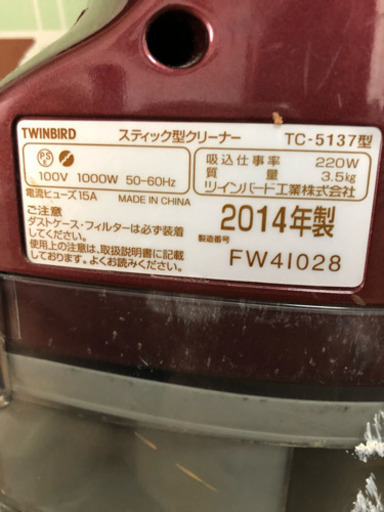 TWINBIRD スティック型クリーナー TC-5137型
PS E
100V 1000W 50-60Hz
吸込仕事率 220W
質量 3.5kg
電流ヒューズ15A MADE IN CHINA
ツインバード工業株式会社
ご注意
ダストケース・フィルターは必ず装着
してください。
使用上の注意は、取扱説明書に記載し
ております。よくお読みください。
2014年製
製造番号
FW4I028